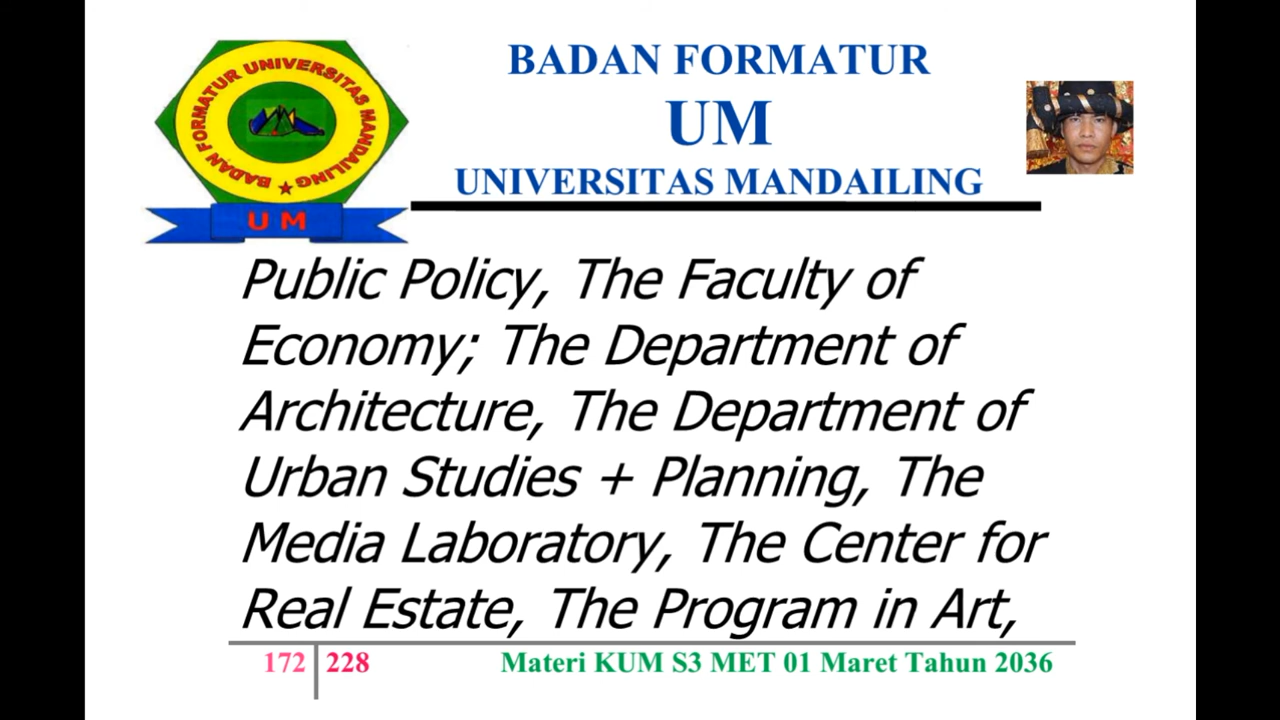 BADAN FORMATUR UNIVERSITAS MANDAILING
U M
BADAN FORMATUR
UM
UNIVERSITAS MANDAILING
Public Policy, The Faculty of
Economy; The Department of
Architecture, The Department of
Urban Studies + Planning, The
Media Laboratory, The Center for
Real Estate, The Program in Art,
172 228 Materi KUM S3 MET 01 Maret Tahun 2036